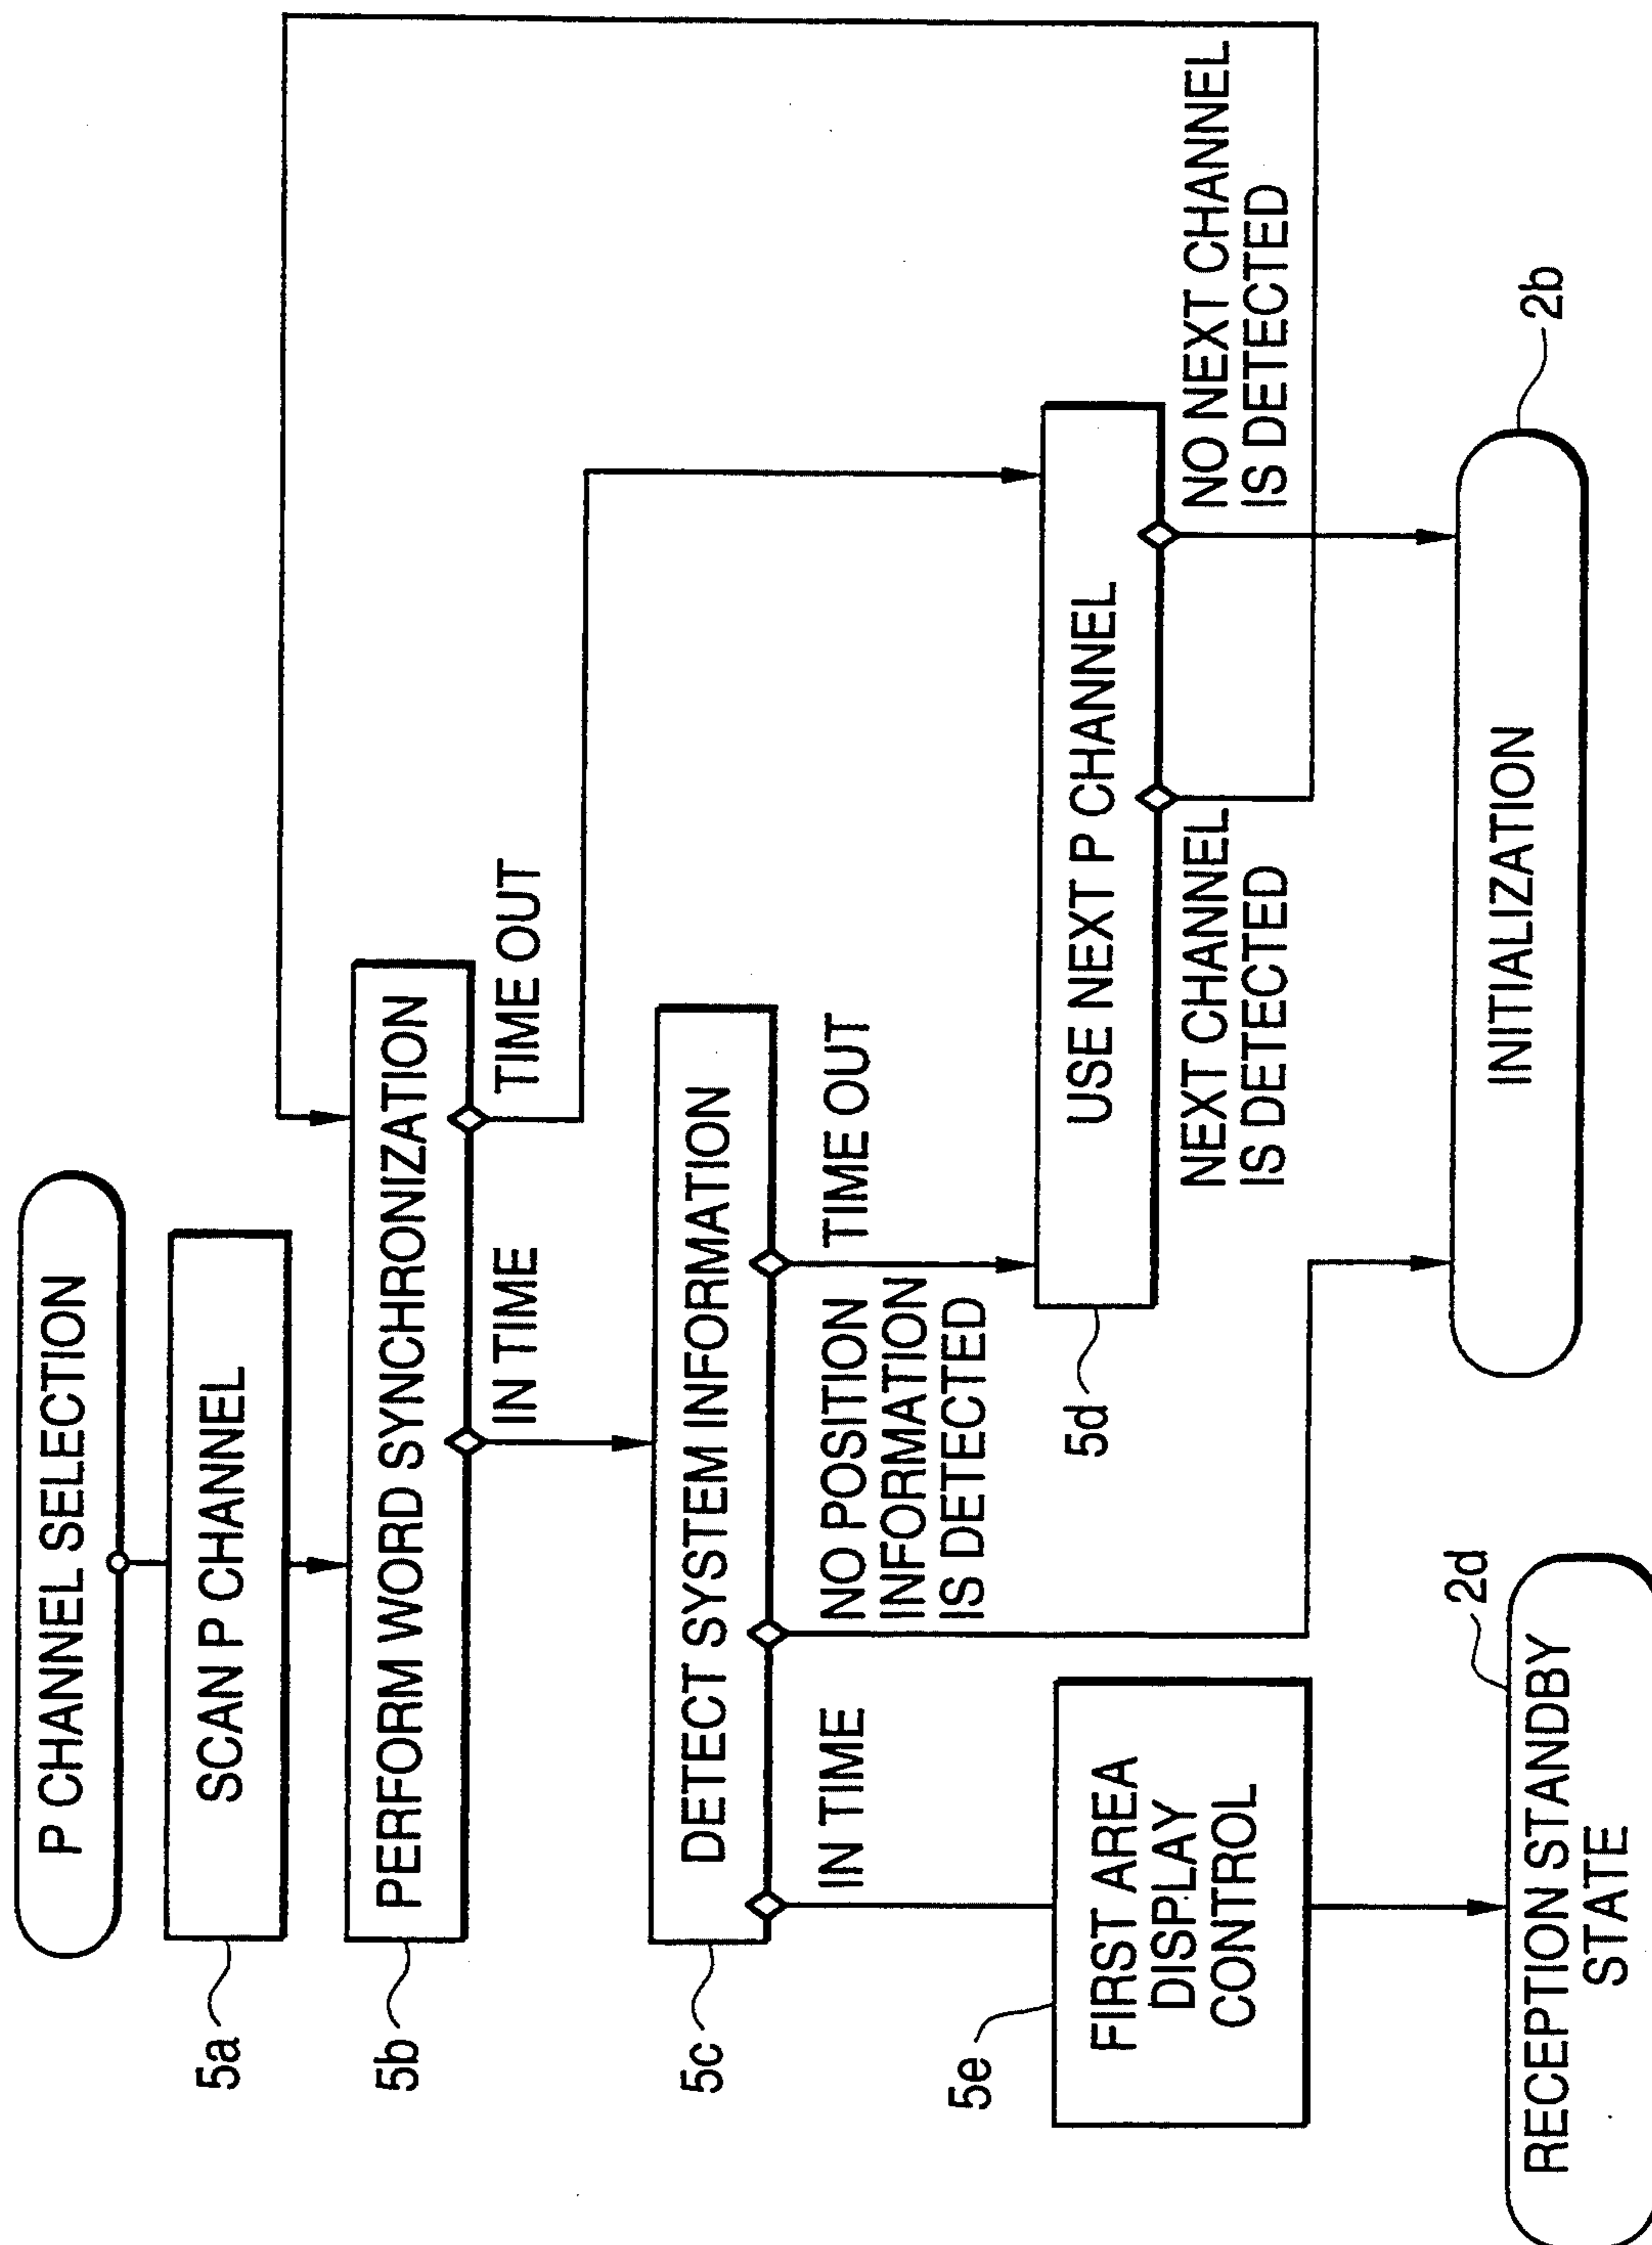 P CHANNEL SELECTION
5a
SCAN P CHANNEL
5b
PERFORM WORD SYNCHRONIZATION
IN TIME
TIME OUT
5c
DETECT SYSTEM INFORMATION
IN TIME
NO POSITION
INFORMATION
IS DETECTED
TIME OUT
5e
FIRST AREA
DISPLAY
CONTROL
5d
USE NEXT P CHANNEL
NEXT CHANNEL
IS DETECTED
NO NEXT CHANNEL
IS DETECTED
2d
RECEPTION STANDBY
STATE
INITIALIZATION
2b